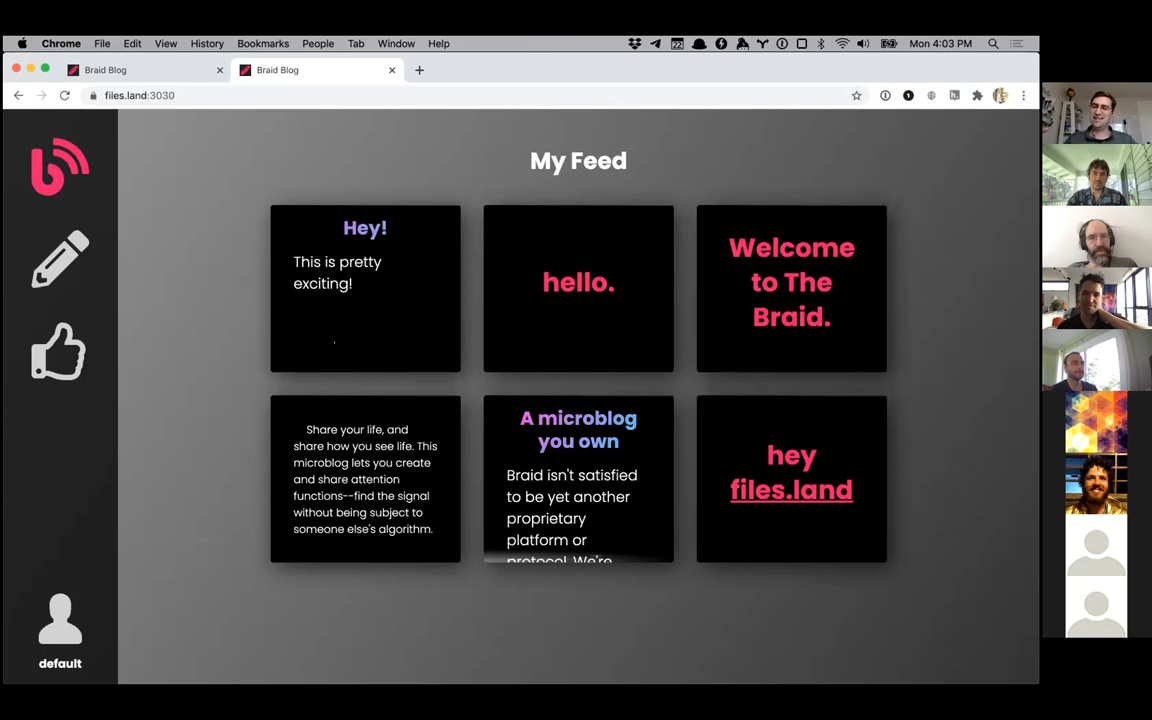 Chrome File Edit View History Bookmarks People Tab Window Help
22
Mon 4:03 PM
Braid Blog
Braid Blog
files.land:3030
My Feed
Hey!
This is pretty
exciting!
hello.
Welcome
to The
Braid.
Share your life, and
share how you see life. This
microblog lets you create
and share attention
functions--find the signal
without being subject to
someone else's algorithm.
A microblog
you own
Braid isn't satisfied
to be yet another
proprietary
platform or
protocol. We're
hey
files.land
default